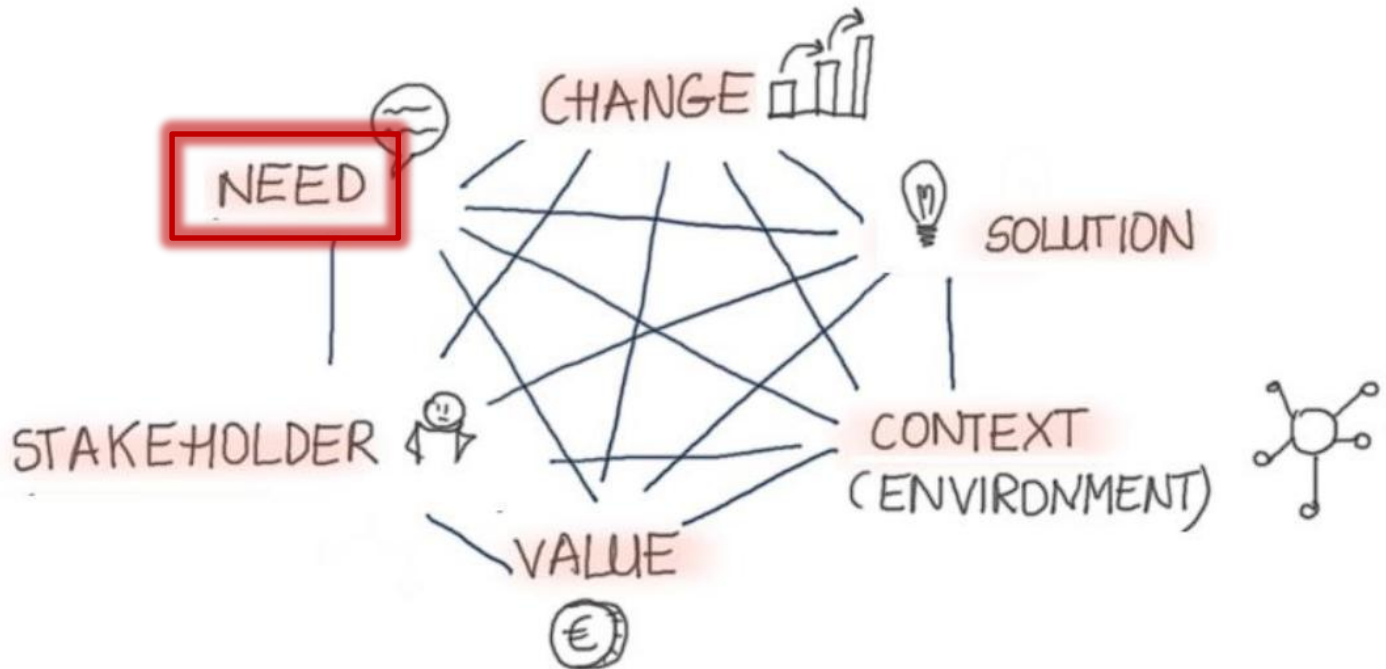 CHANGE
NEED
SOLUTION
STAKEHOLDER
CONTEXT
(ENVIRONMENT)
VALUE
€